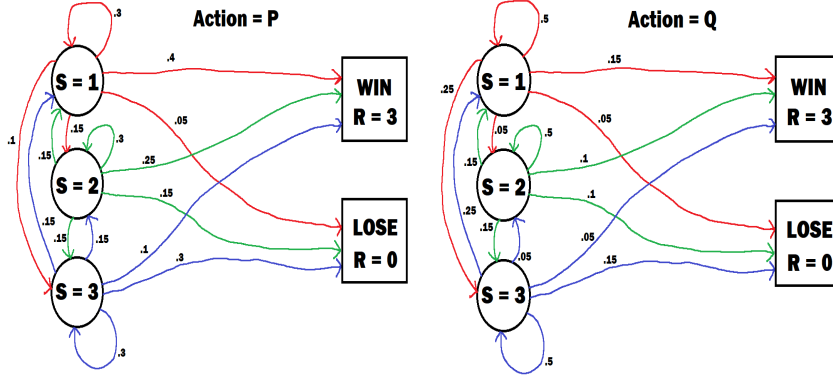 Action = P
.3
S = 1
.4
WIN
R = 3
.05
.1
.15
.15
.3
S = 2
.25
.15
.15
.15
.15
.1
LOSE
R = 0
S = 3
.3
.3
Action = Q
.5
S = 1
.15
WIN
R = 3
.25
.05
.05
.5
.15
S = 2
.1
.1
.25
.15
.05
.05
LOSE
R = 0
S = 3
.15
.5